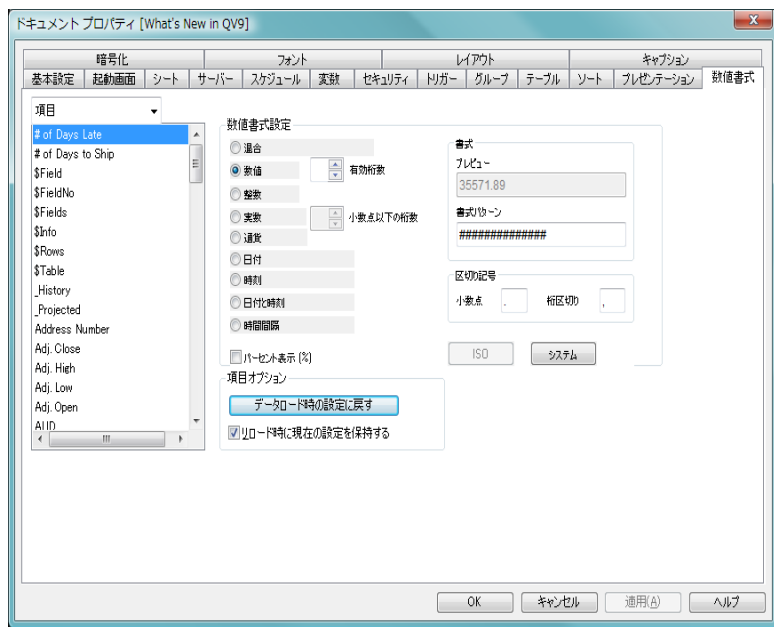 ドキュメント プロパティ [What's New in QV9]
暗号化 フォント レイアウト キャプション
基本設定 起動画面 シート サーバー スケジュール 変数 セキュリティ トリガー グループ テーブル ソート プレゼンテーション 数値書式
項目
# of Days Late
# of Days to Ship
$Field
$FieldNo
$Fields
$Info
$Rows
$Table
_History
_Projected
Address Number
Adj. Close
Adj. High
Adj. Low
Adj. Open
AUD
数値書式設定
混合
数値 有効桁数
整数
実数 小数点以下の桁数
通貨
日付
時刻
日付と時刻
時間間隔
パーセント表示 (%)
書式
プレビュー
35571.89
書式パターン
##############
区切り記号
小数点 . 桁区切り ,
ISO システム
項目オプション
データロード時の設定に戻す
リロード時に現在の設定を保持する
OK キャンセル 適用(A) ヘルプ